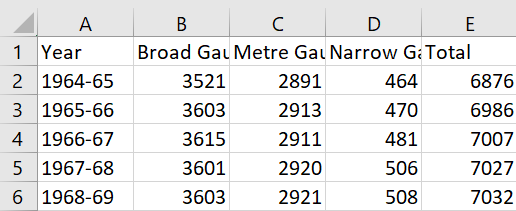 A B C D E
1 Year Broad Gau Metre Gau Narrow Ga Total
2 1964-65 3521 2891 464 6876
3 1965-66 3603 2913 470 6986
4 1966-67 3615 2911 481 7007
5 1967-68 3601 2920 506 7027
6 1968-69 3603 2921 508 7032